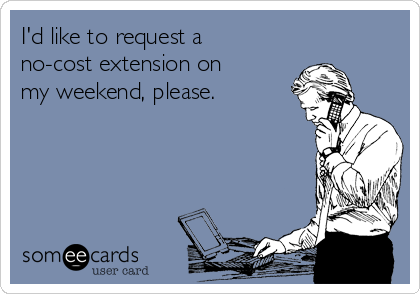 I'd like to request a
no-cost extension on
my weekend, please.
someecards
user card